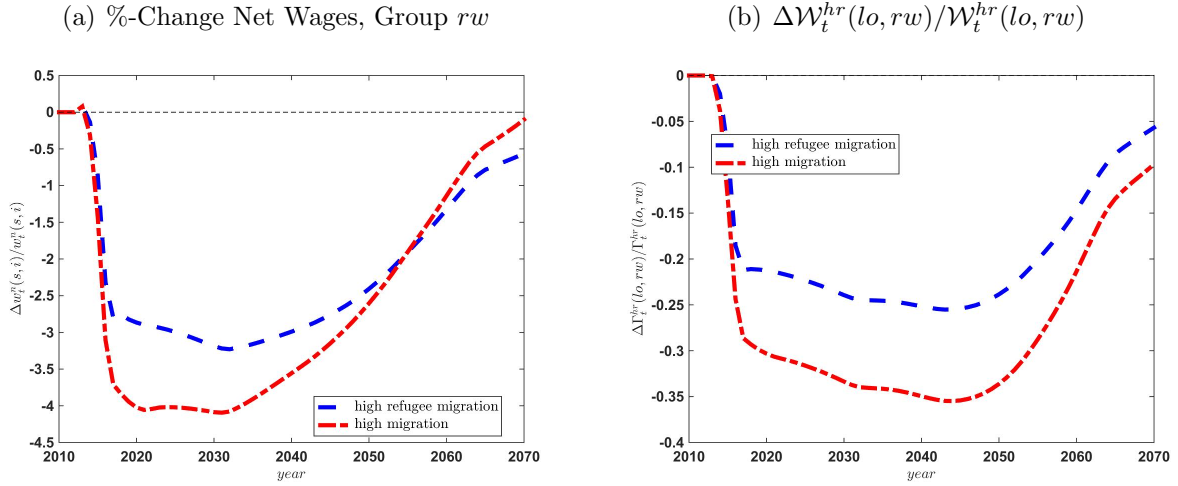 (a) %-Change Net Wages, Group rw
0.5
0
-0.5
-1
-1.5
-2
-2.5
-3
-3.5
-4
-4.5
Δw_t^n(s, i)/w_t^n(s, i)
high refugee migration
high migration
2010 2020 2030 2040 2050 2060 2070
year
(b) ΔW_t^{hr}(lo, rw)/W_t^{hr}(lo, rw)
0
-0.05
-0.1
-0.15
-0.2
-0.25
-0.3
-0.35
-0.4
ΔΓ_t^{hr}(lo, rw)/Γ_t^{hr}(lo, rw)
high refugee migration
high migration
2010 2020 2030 2040 2050 2060 2070
year